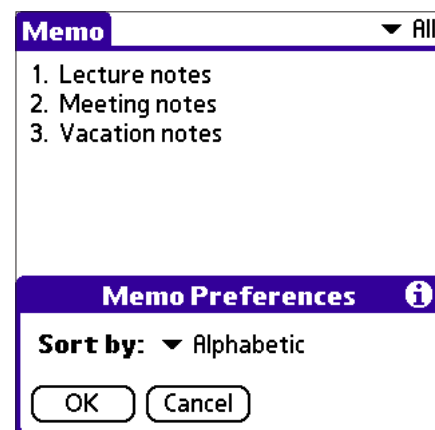 Memo All
1. Lecture notes
2. Meeting notes
3. Vacation notes
Memo Preferences i
Sort by: Alphabetic
OK Cancel